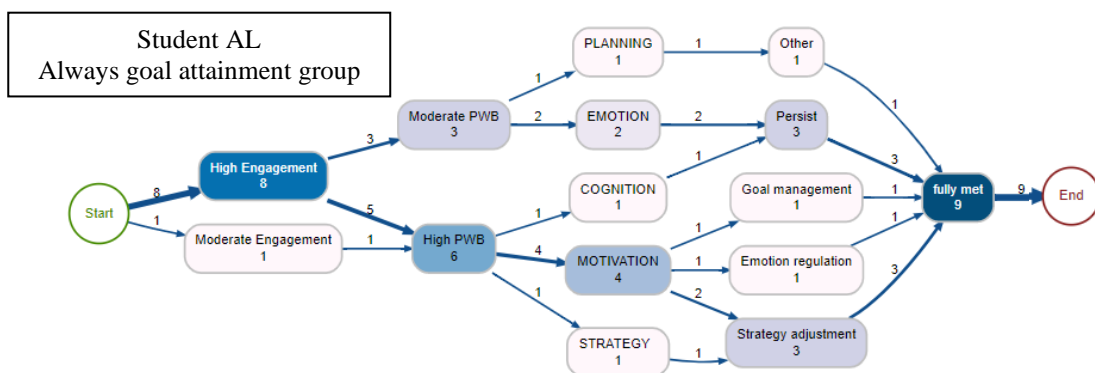 Student AL
Always goal attainment group
Start
8
1
High Engagement
8
Moderate Engagement
1
3
5
1
Moderate PWB
3
High PWB
6
1
2
1
4
1
PLANNING
1
EMOTION
2
COGNITION
1
MOTIVATION
4
STRATEGY
1
1
2
1
1
1
2
1
Other
1
Persist
3
Goal management
1
Emotion regulation
1
Strategy adjustment
3
1
3
1
1
3
fully met
9
9
End